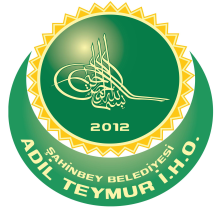 2012
ŞAHİNBEY BELEDİYESİ
ADİL TEYMUR İ.H.O.